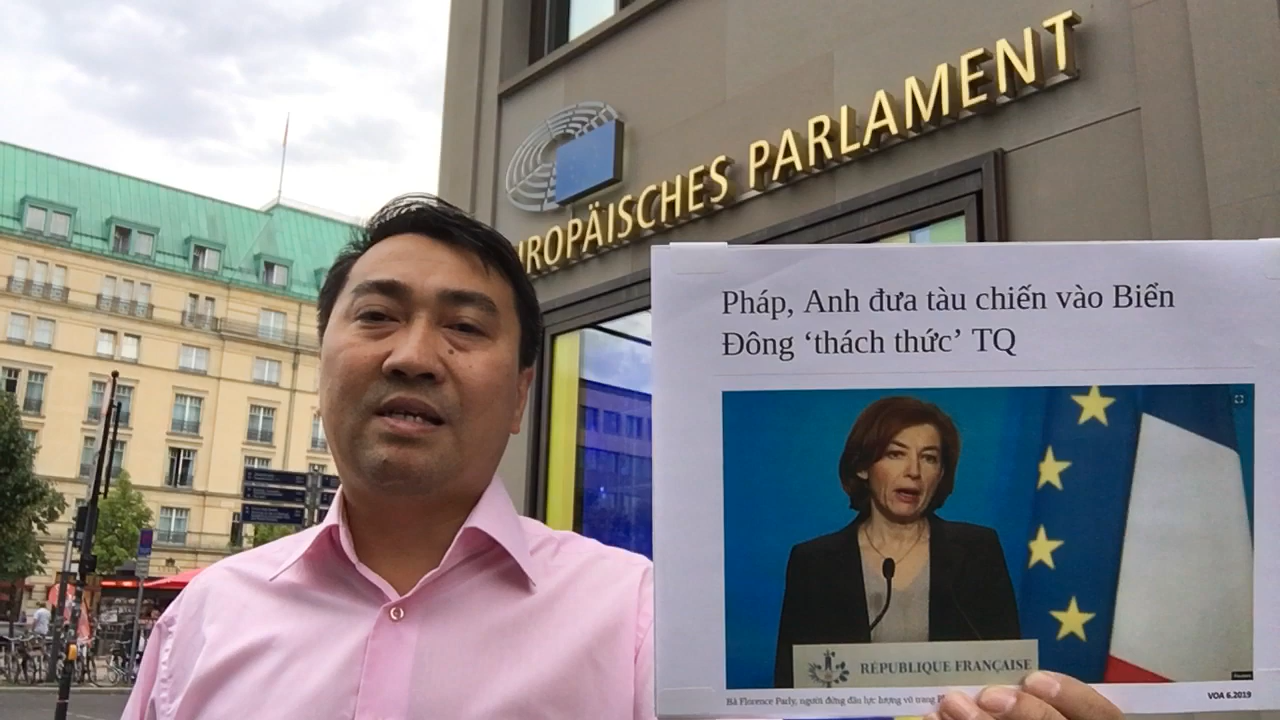 EUROPÄISCHES PARLAMENT
Pháp, Anh đưa tàu chiến vào Biển
Đông ‘thách thức’ TQ
RÉPUBLIQUE FRANÇAISE
Bà Florence Parly, người đứng đầu lực lượng vũ trang
VOA 6.2019